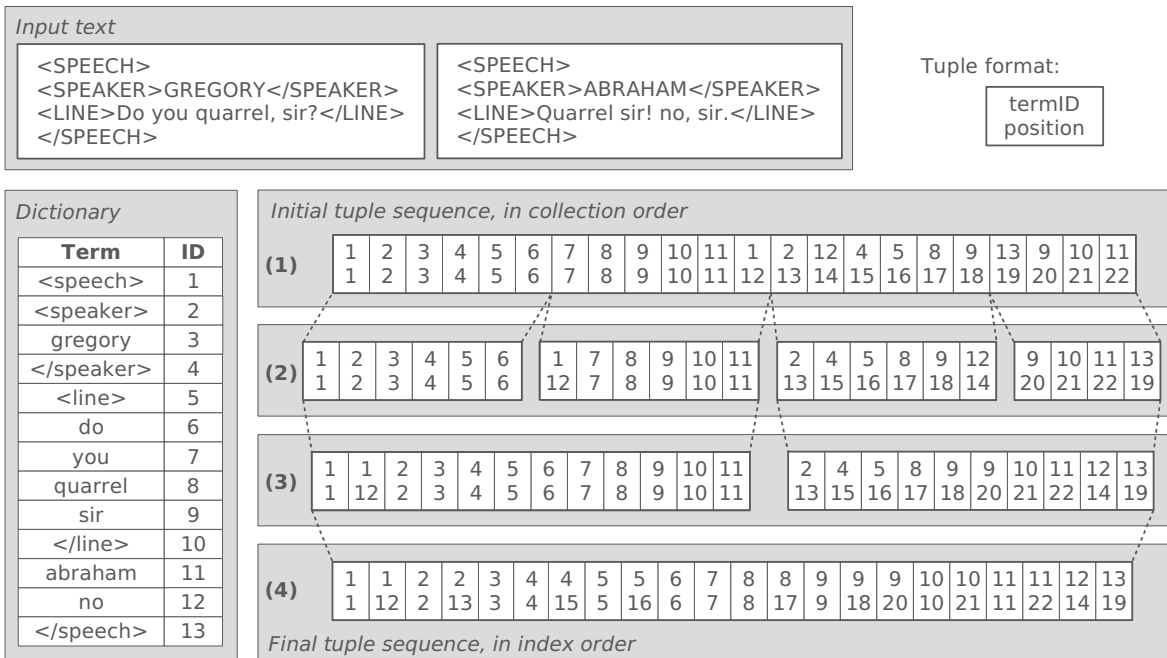 Input text
<SPEECH>
<SPEAKER>GREGORY</SPEAKER>
<LINE>Do you quarrel, sir?</LINE>
</SPEECH>
<SPEECH>
<SPEAKER>ABRAHAM</SPEAKER>
<LINE>Quarrel sir! no, sir.</LINE>
</SPEECH>
Tuple format:
termID
position
Dictionary
Term ID
<speech> 1
<speaker> 2
gregory 3
</speaker> 4
<line> 5
do 6
you 7
quarrel 8
sir 9
</line> 10
abraham 11
no 12
</speech> 13
Initial tuple sequence, in collection order
(1)
1 2 3 4 5 6 7 8 9 10 11 1 2 12 4 5 8 9 13 9 10 11
1 2 3 4 5 6 7 8 9 10 11 12 13 14 15 16 17 18 19 20 21 22
(2)
1 2 3 4 5 6 1 7 8 9 10 11 2 4 5 8 9 12 9 10 11 13
1 2 3 4 5 6 12 7 8 9 10 11 13 15 16 17 18 14 20 21 22 19
(3)
1 1 2 3 4 5 6 7 8 9 10 11 2 4 5 8 9 9 10 11 12 13
1 12 2 3 4 5 6 7 8 9 10 11 13 15 16 17 18 20 21 22 14 19
(4)
1 1 2 2 3 4 4 5 5 6 7 8 8 9 9 9 10 10 11 11 12 13
1 12 2 13 3 4 15 5 16 6 7 8 17 9 18 20 10 21 11 22 14 19
Final tuple sequence, in index order